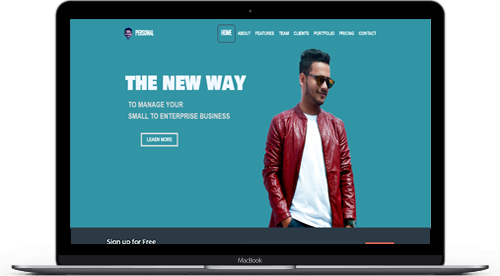 PERSONAL
HOME ABOUT FEATURES TEAM CLIENTS PORTFOLIO PRICING CONTACT
THE NEW WAY
TO MANAGE YOUR
SMALL TO ENTERPRISE BUSINESS
LEARN MORE
Sign up for Free
MacBook